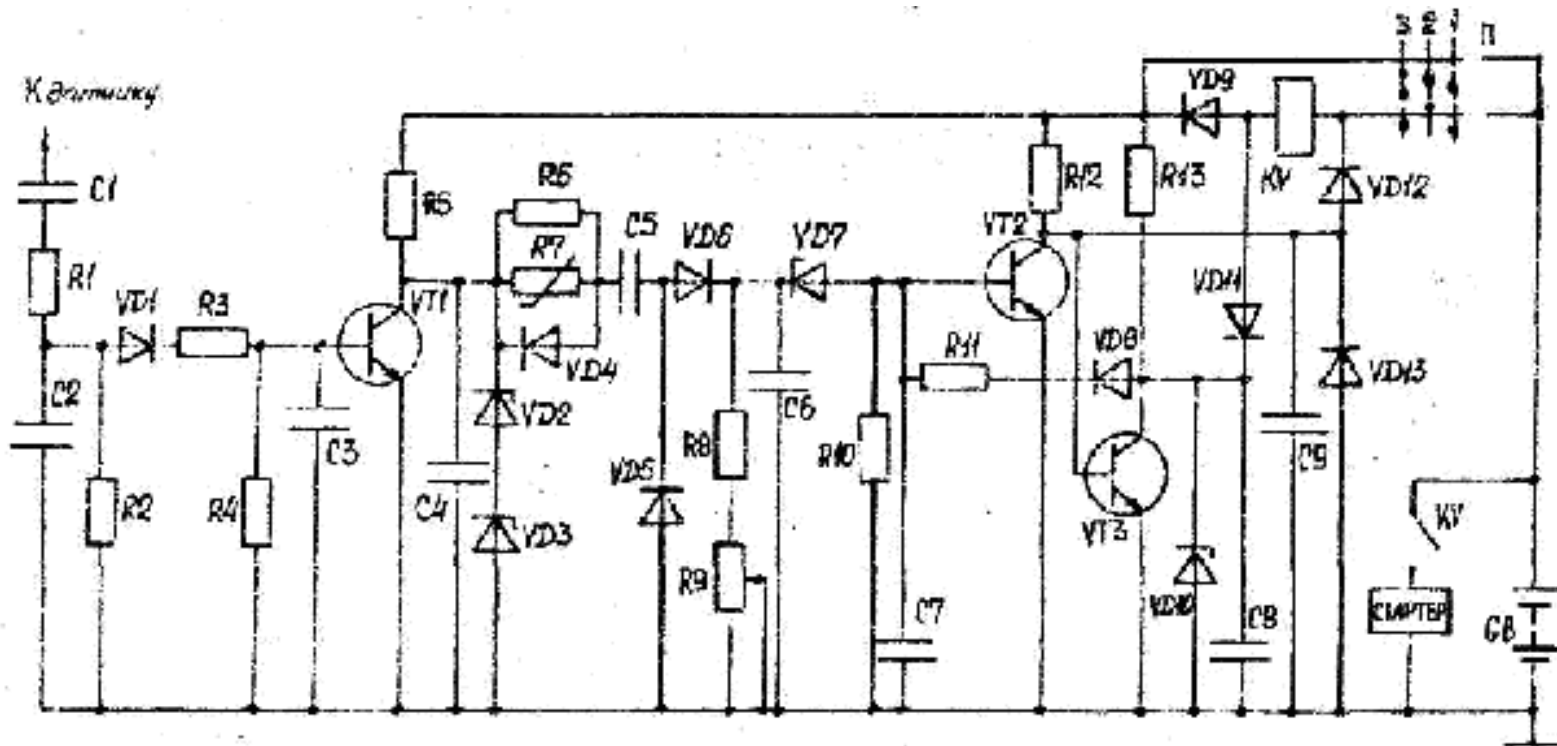 К датчику
C1
R1
VD1
R3
C2
R2
R4
C3
VT1
R5
C4
R6
R7
VD4
VD2
VD3
C5
VD6
VD5
R8
R9
VD7
C6
R10
R11
C7
VT2
R12
R13
VD8
VT3
VD9
KV
VD11
VD10
C8
C9
VD12
VD13
3 2 1
П
KV
СТАРТЕР
GB